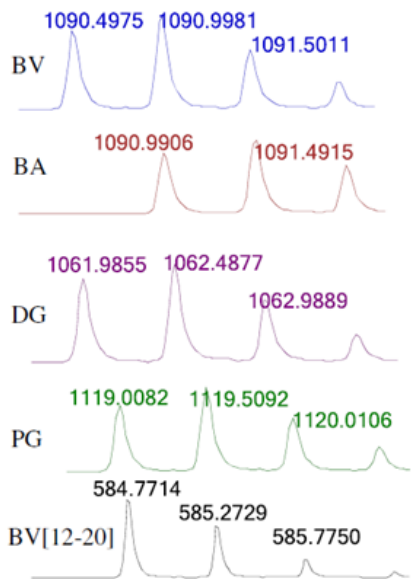 1090.4975 1090.9981
1091.5011
BV
1090.9906 1091.4915
BA
1061.9855 1062.4877
1062.9889
DG
1119.0082 1119.5092
1120.0106
PG
584.7714
585.2729
585.7750
BV[12-20]